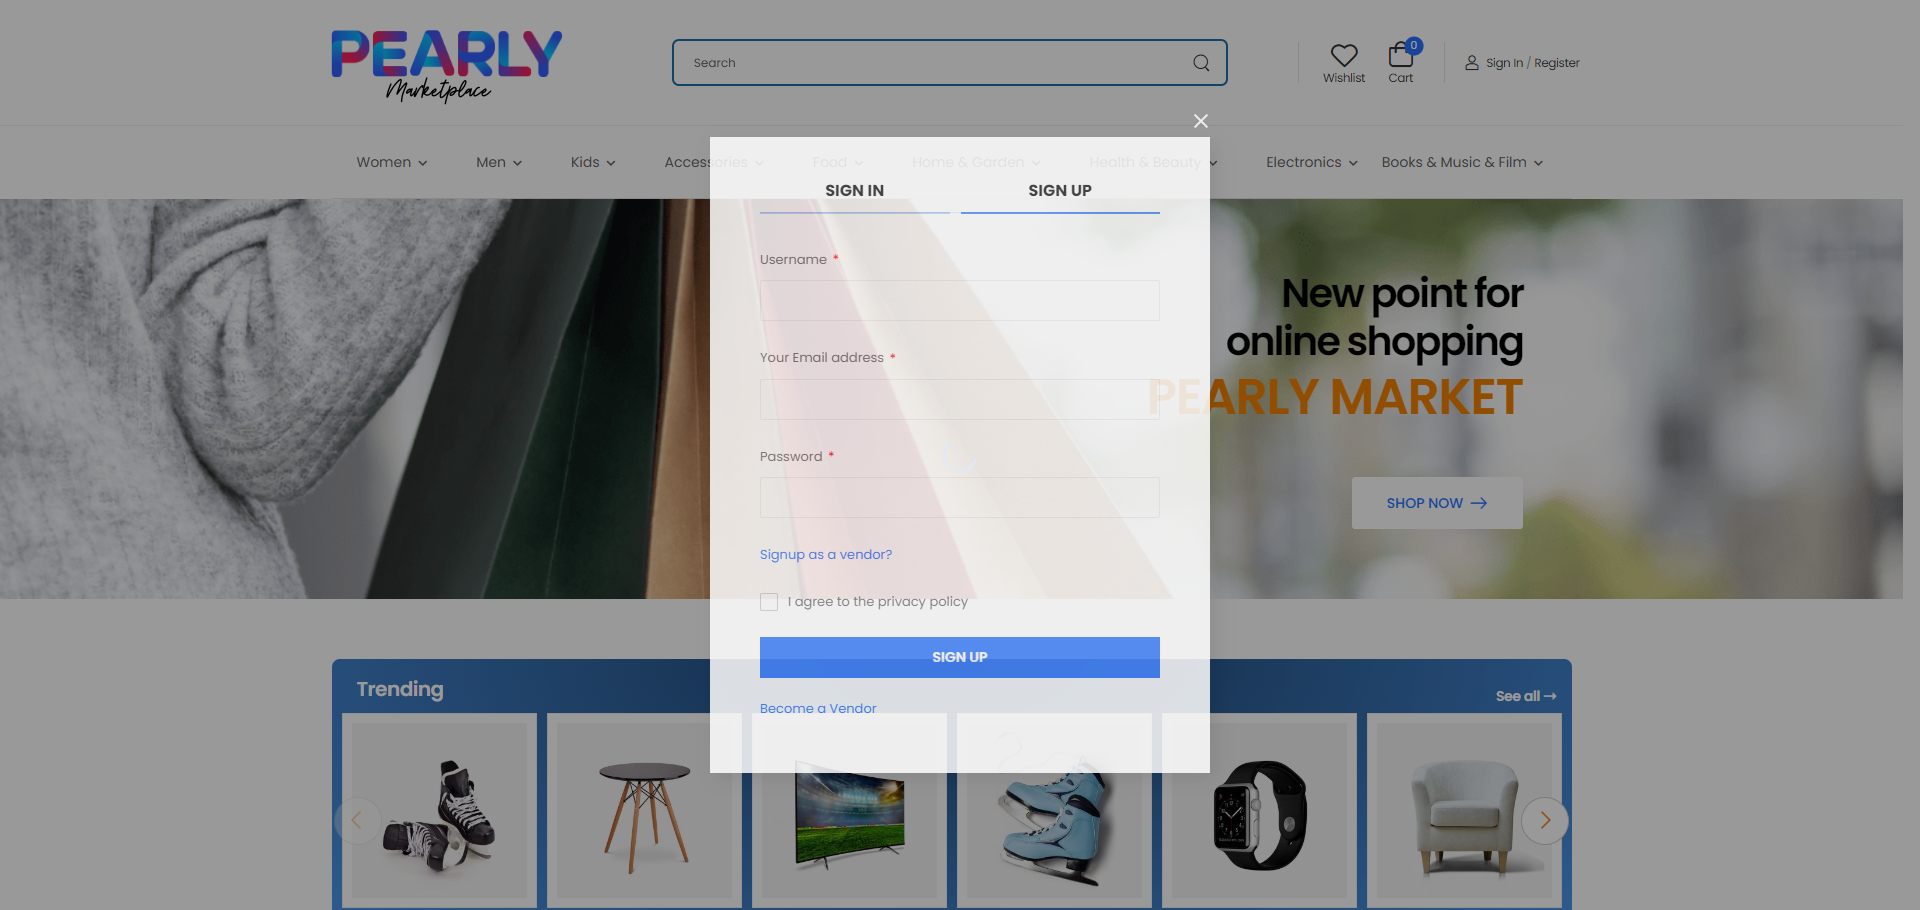 PEARLY
Marketplace
Search
Wishlist
0
Cart
Sign In / Register
Women
Men
Kids
Accessories
Food
Home & Garden
Health & Beauty
Electronics
Books & Music & Film
SIGN IN
SIGN UP
Username *
Your Email address *
Password *
Signup as a vendor?
I agree to the privacy policy
SIGN UP
Become a Vendor
New point for
online shopping
PEARLY MARKET
SHOP NOW →
Trending
See all →